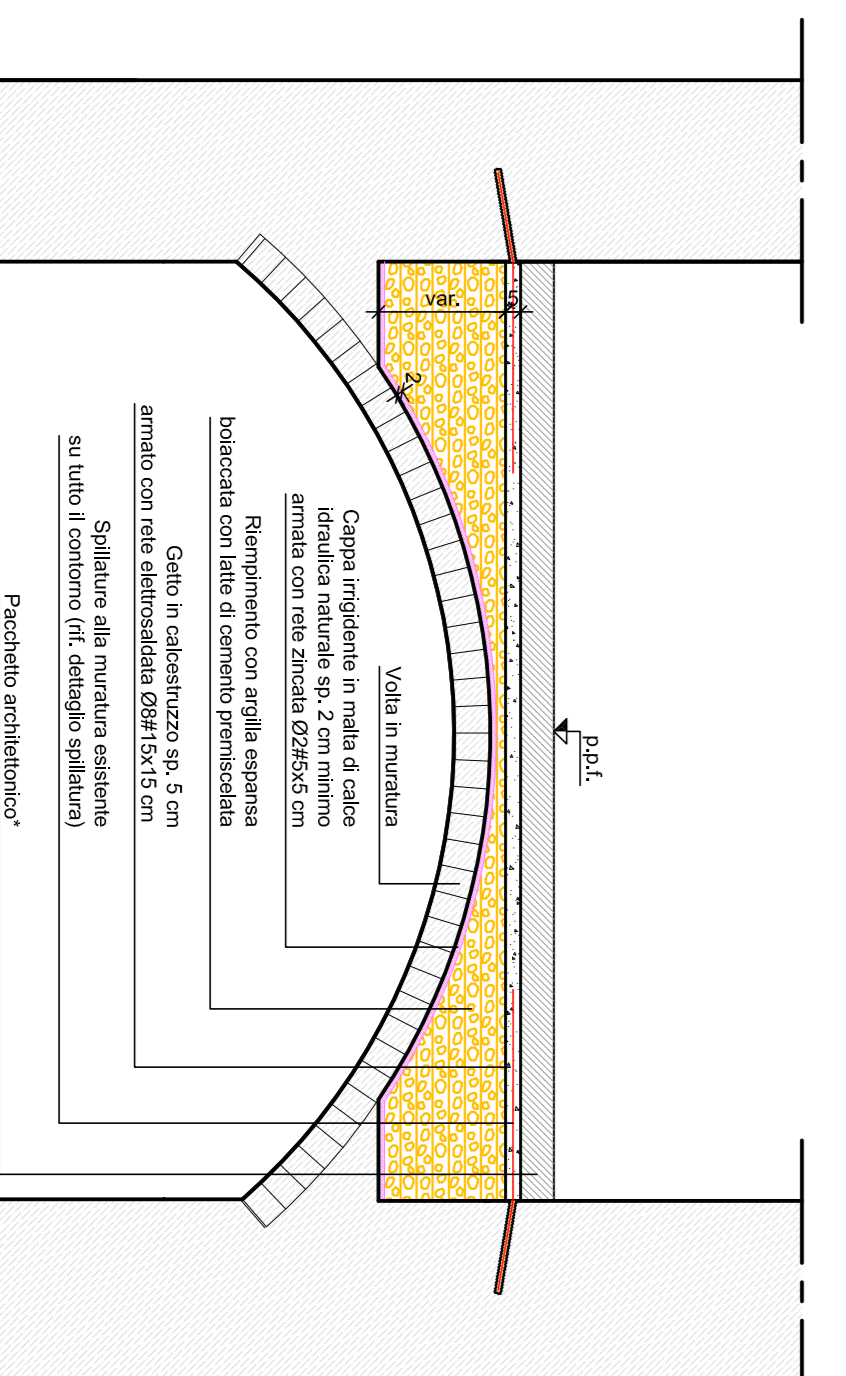 p.p.f.
var.
5
2
Volta in muratura
Cappa irrigidente in malta di calce
idraulica naturale sp. 2 cm minimo
armata con rete zincata Ø2#5x5 cm
Riempimento con argilla espansa
boiaccata con latte di cemento premiscelata
Getto in calcestruzzo sp. 5 cm
armato con rete elettrosaldata Ø8#15x15 cm
Spillature alla muratura esistente
su tutto il contorno (rif. dettaglio spillatura)
Pacchetto architettonico*